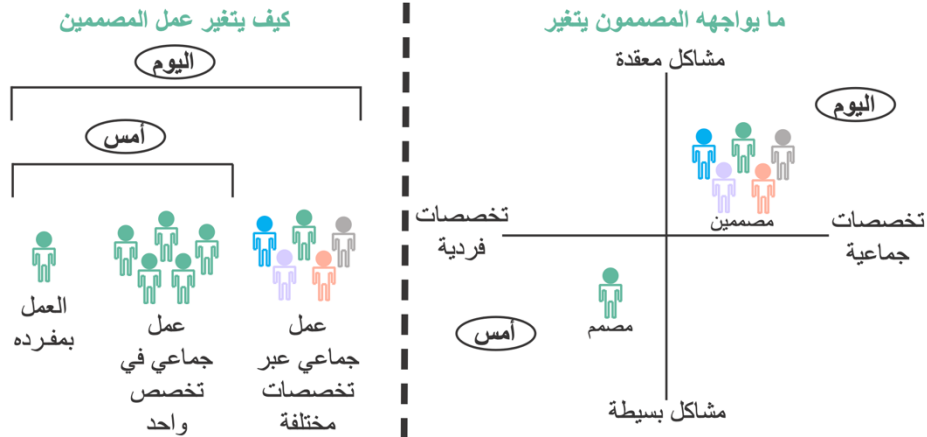 ما يواجهه المصممون يتغير
مشاكل معقدة
اليوم
مصممين
تخصصات
جماعية
تخصصات
فردية
مصمم
أمس
مشاكل بسيطة
كيف يتغير عمل المصممين
اليوم
أمس
العمل
بمفرده
عمل
جماعي في
تخصص
واحد
عمل
جماعي عبر
تخصصات
مختلفة